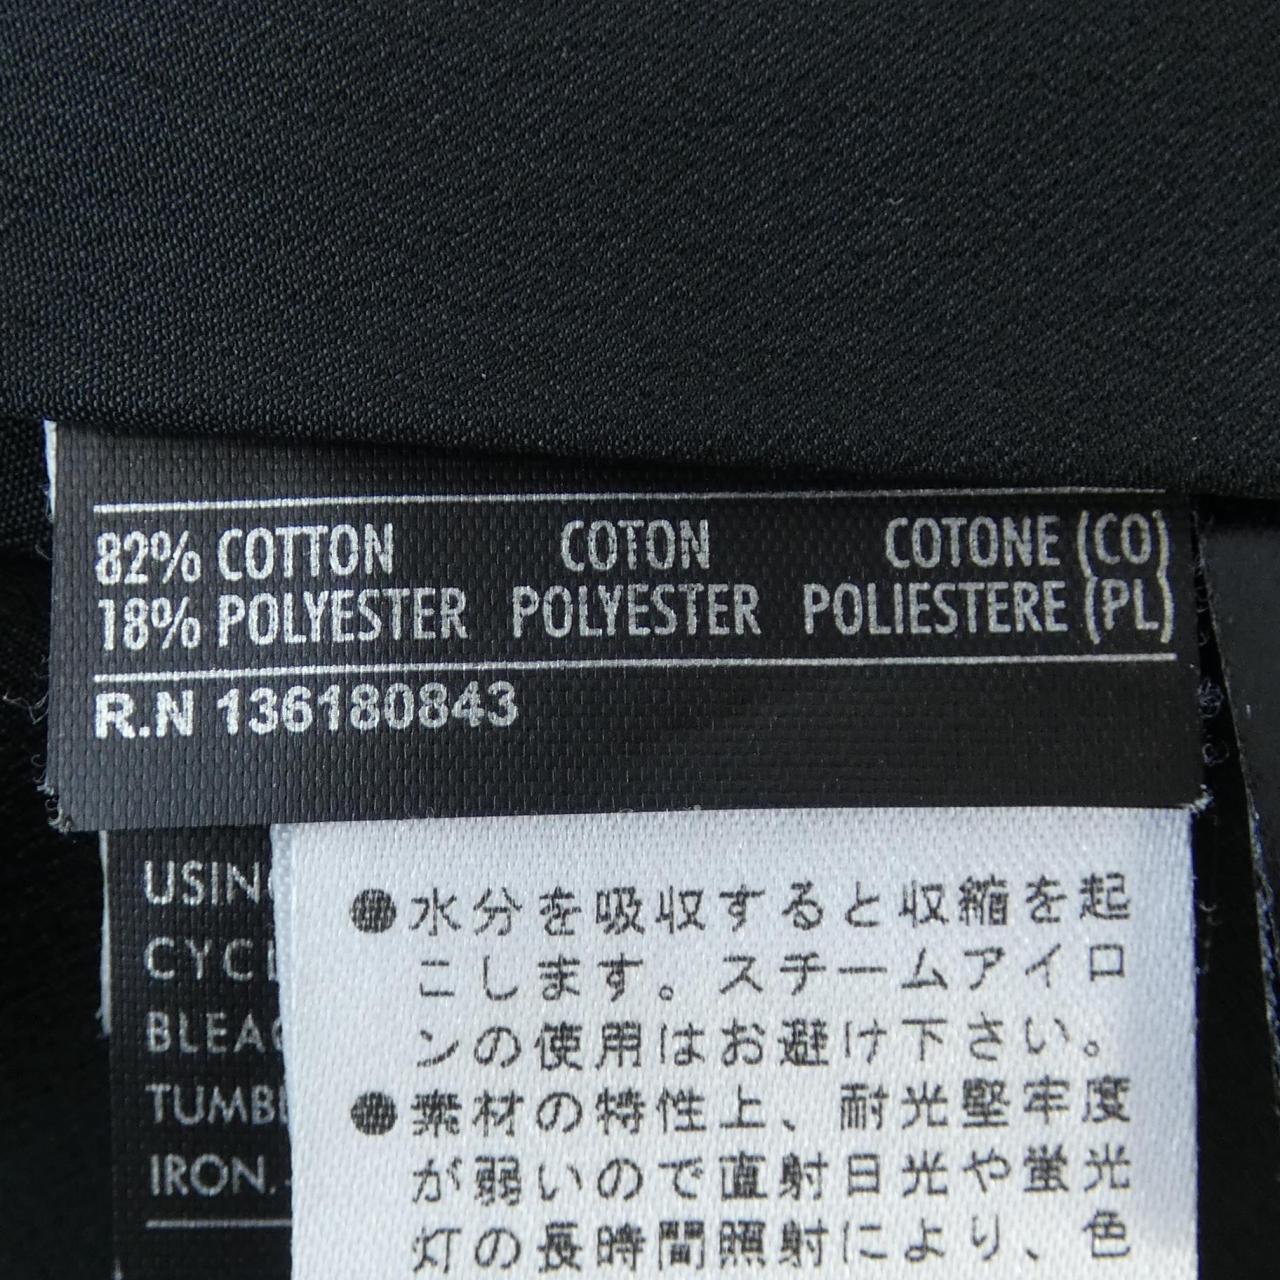 82% COTTON COTON COTONE (CO)
18% POLYESTER POLYESTER POLIESTERE (PL)
R.N 136180843
USIN
CYCL
BLEAC
TUMBL
IRON.
●水分を吸収すると収縮を起
こします。スチームアイロ
ンの使用はお避け下さい。
●素材の特性上、耐光堅牢度
が弱いので直射日光や蛍光
灯の長時間照射により、色